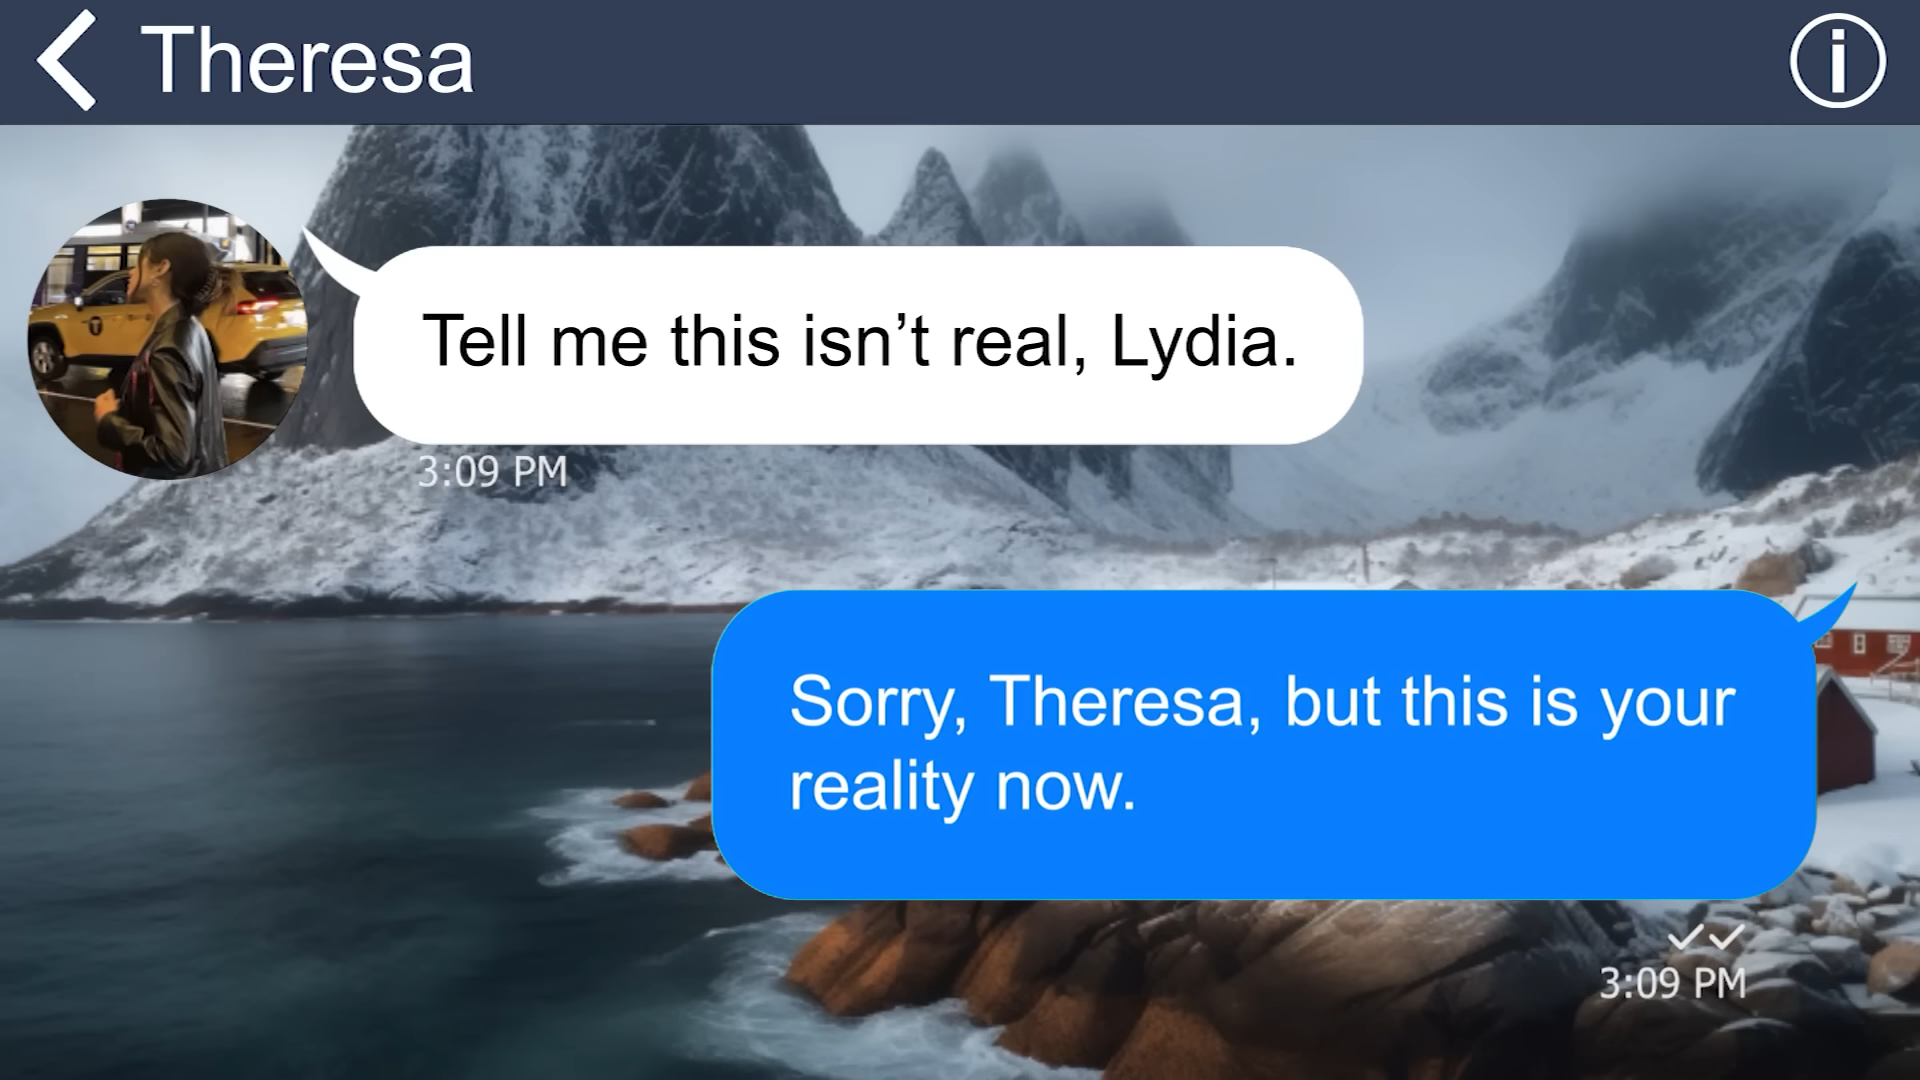 Theresa
Tell me this isn’t real, Lydia.
3:09 PM
Sorry, Theresa, but this is your
reality now.
3:09 PM